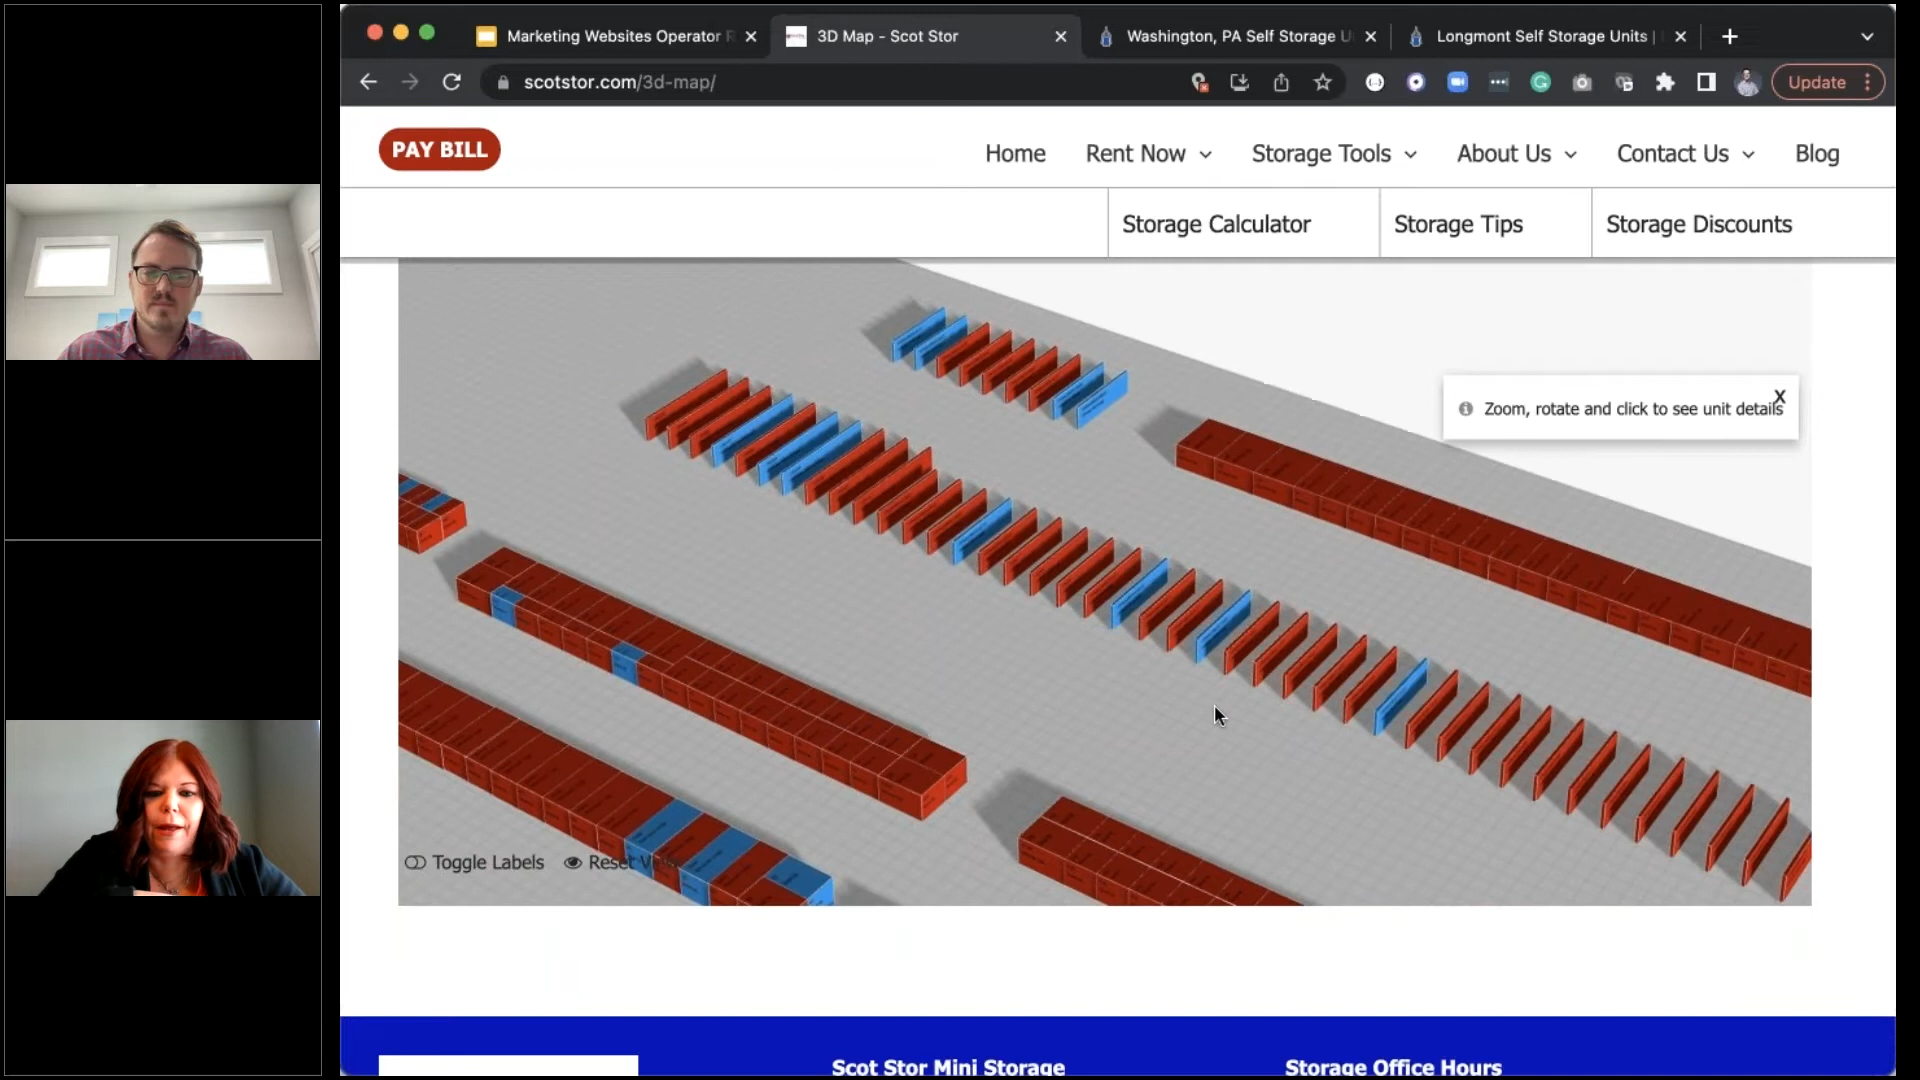 Marketing Websites Operator R
3D Map - Scot Stor
Washington, PA Self Storage U
Longmont Self Storage Units |
scotstor.com/3d-map/
Update
PAY BILL
Home
Rent Now
Storage Tools
About Us
Contact Us
Blog
Storage Calculator
Storage Tips
Storage Discounts
Zoom, rotate and click to see unit details
X
Toggle Labels
Reset
Scot Stor Mini Storage
Storage Office Hours